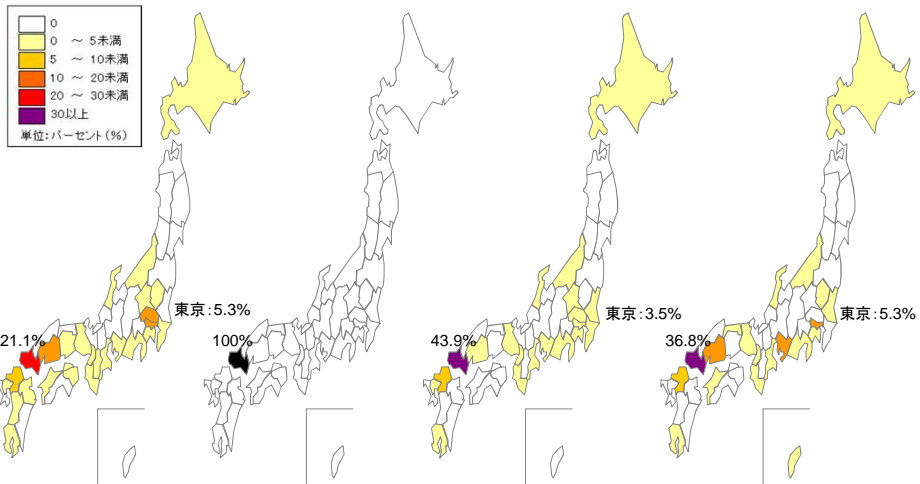 0
0 ～ 5未満
5 ～ 10未満
10 ～ 20未満
20 ～ 30未満
30以上
単位:パーセント(%)
東京:5.3%
21.1%
100%
東京:3.5%
43.9%
東京:5.3%
36.8%